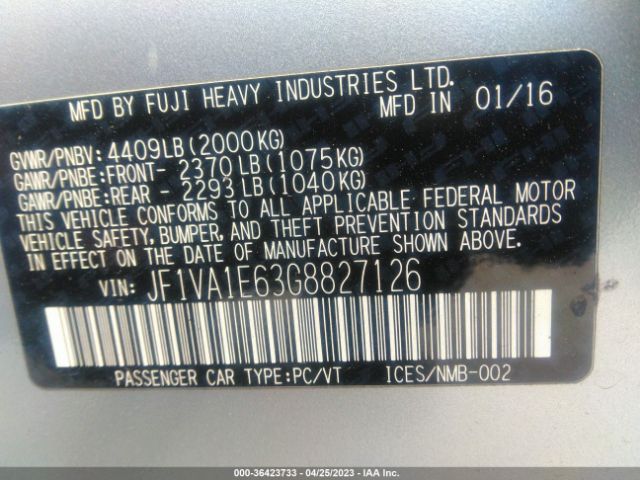 MFD BY FUJI HEAVY INDUSTRIES LTD.
MFD IN 01/16
GVWR/PNBV: 4409LB (2000KG)
GAWR/PNBE: FRONT- 2370 LB (1075KG)
GAWR/PNBE: REAR - 2293 LB (1040KG)
THIS VEHICLE CONFORMS TO ALL APPLICABLE FEDERAL MOTOR
VEHICLE SAFETY, BUMPER, AND THEFT PREVENTION STANDARDS
IN EFFECT ON THE DATE OF MANUFACTURE SHOWN ABOVE.
VIN: JF1VA1E63G8827126
PASSENGER CAR TYPE:PC/VT ICES/NMB-002
000-36423733 - 04/25/2023 - IAA Inc.